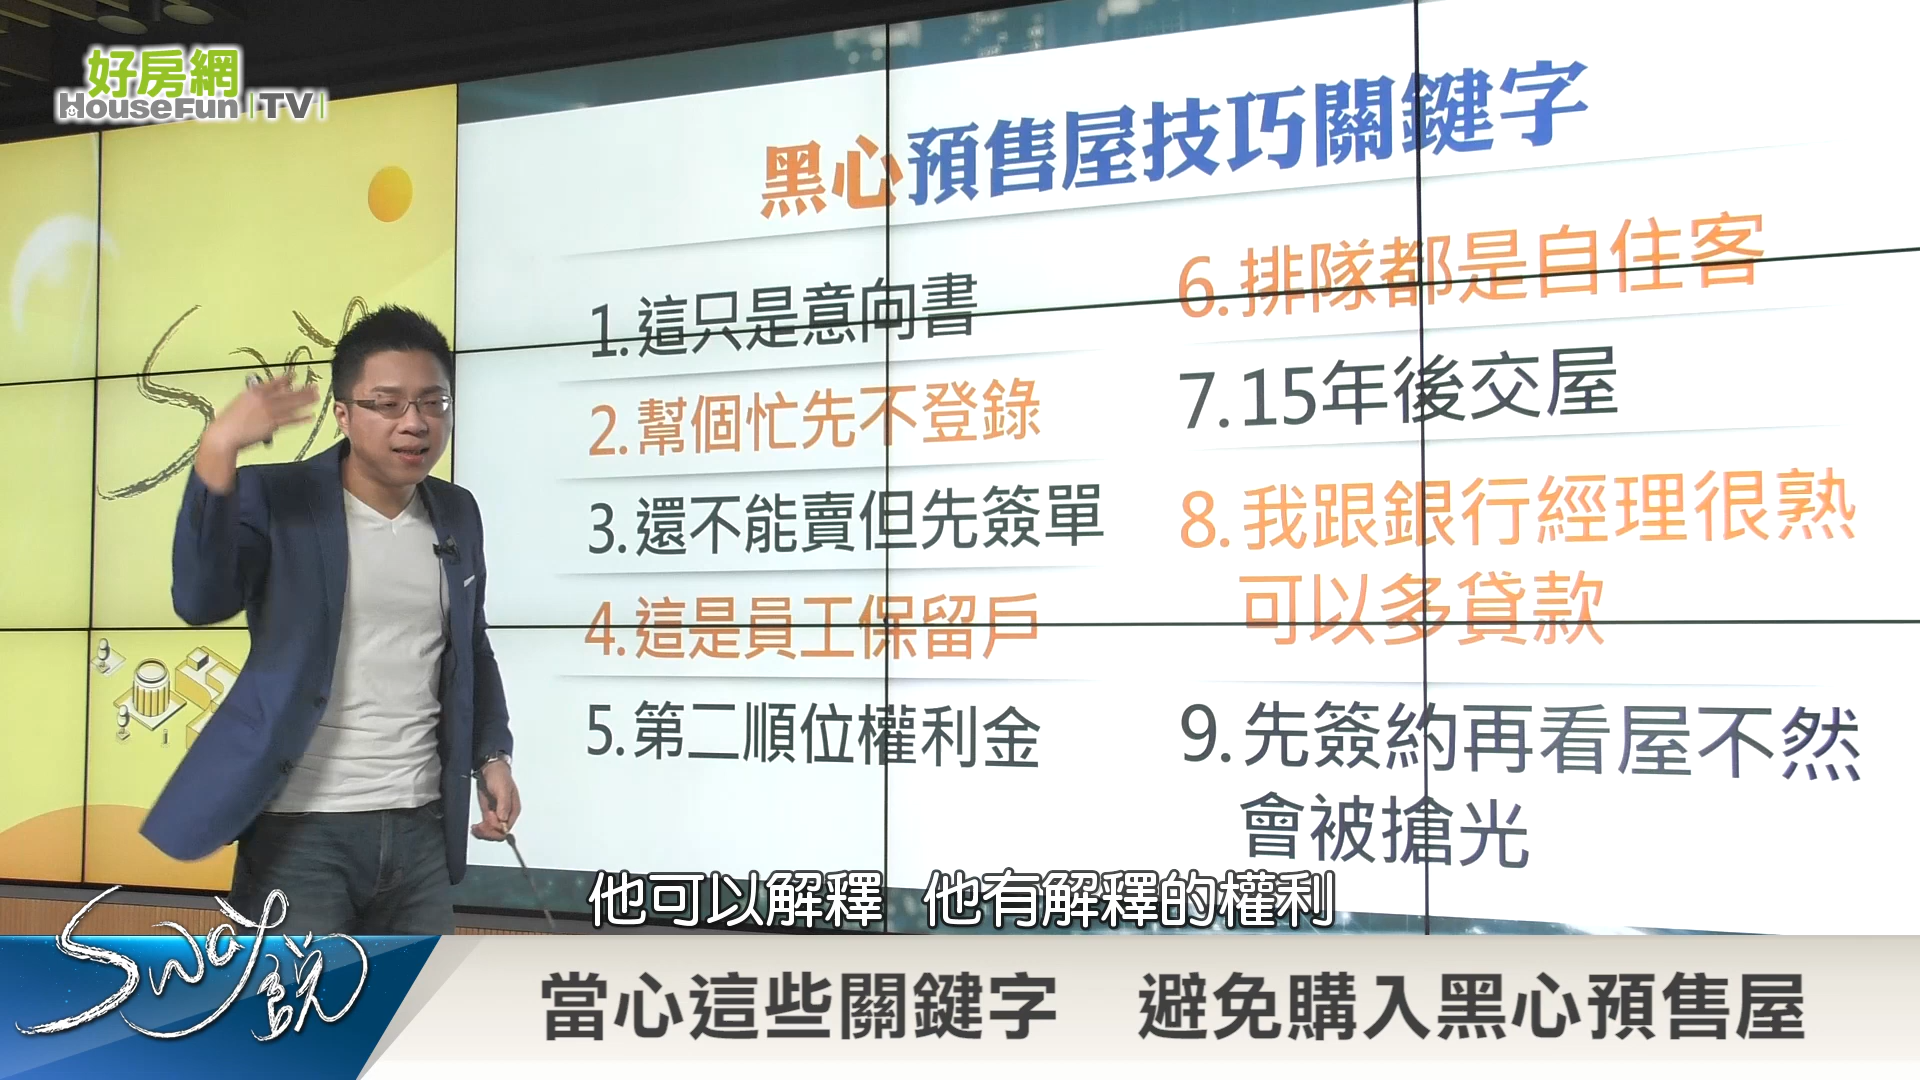 好房網
HouseFun TV
黑心預售屋技巧關鍵字
1.這只是意向書
2.幫個忙先不登錄
3.還不能賣但先簽單
4.這是員工保留戶
5.第二順位權利金
6.排隊都是自住客
7.15年後交屋
8.我跟銀行經理很熟
可以多貸款
9.先簽約再看屋不然
會被搶光
他可以解釋 他有解釋的權利
Sway說
當心這些關鍵字 避免購入黑心預售屋